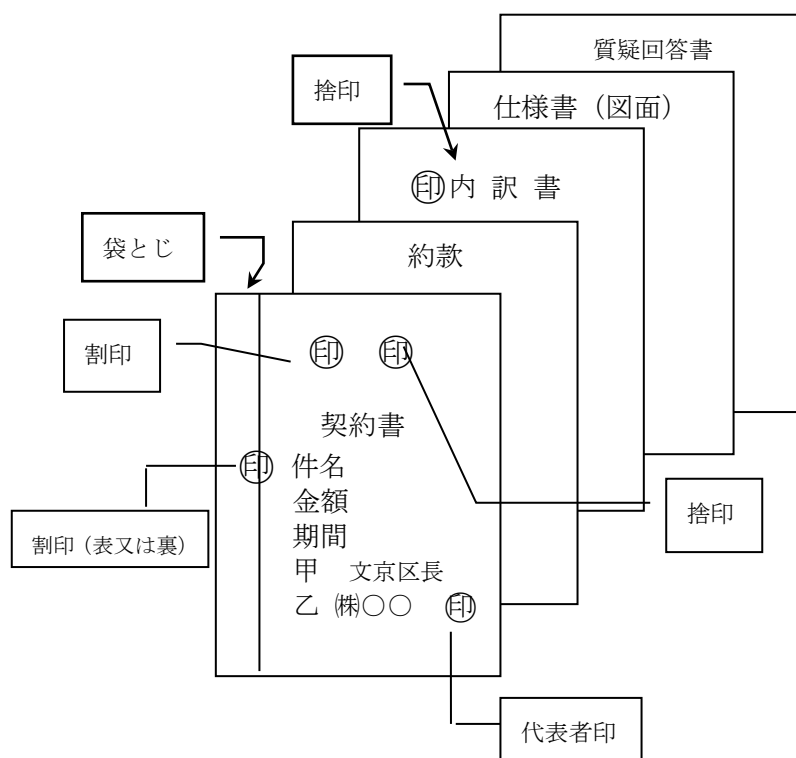 質疑回答書
捨印
仕様書（図面）
㊞内 訳 書
袋とじ
約款
割印
㊞ ㊞
契約書
㊞ 件名
金額
期間
捨印
割印（表又は裏）
甲 文京区長
乙 ㈱〇〇 ㊞
代表者印